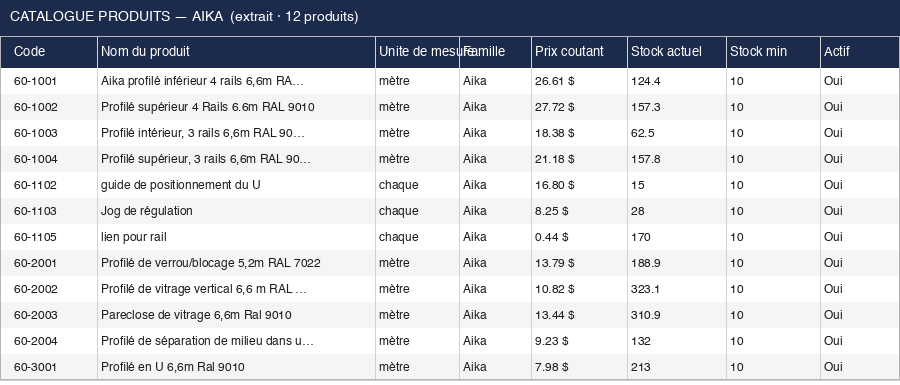 CATALOGUE PRODUITS — AIKA (extrait · 12 produits)
Code Nom du produit Unite de mesure Famille Prix coutant Stock actuel Stock min Actif
60-1001 Aika profilé inférieur 4 rails 6,6m RA… mètre Aika 26.61 $ 124.4 10 Oui
60-1002 Profilé supérieur 4 Rails 6.6m RAL 9010 mètre Aika 27.72 $ 157.3 10 Oui
60-1003 Profilé intérieur, 3 rails 6,6m RAL 90… mètre Aika 18.38 $ 62.5 10 Oui
60-1004 Profilé supérieur, 3 rails 6,6m RAL 90… mètre Aika 21.18 $ 157.8 10 Oui
60-1102 guide de positionnement du U chaque Aika 16.80 $ 15 10 Oui
60-1103 Jog de régulation chaque Aika 8.25 $ 28 10 Oui
60-1105 lien pour rail chaque Aika 0.44 $ 170 10 Oui
60-2001 Profilé de verrou/blocage 5,2m RAL 7022 mètre Aika 13.79 $ 188.9 10 Oui
60-2002 Profilé de vitrage vertical 6,6 m RAL … mètre Aika 10.82 $ 323.1 10 Oui
60-2003 Pareclose de vitrage 6,6m Ral 9010 mètre Aika 13.44 $ 310.9 10 Oui
60-2004 Profilé de séparation de milieu dans u… mètre Aika 9.23 $ 132 10 Oui
60-3001 Profilé en U 6,6m Ral 9010 mètre Aika 7.98 $ 213 10 Oui